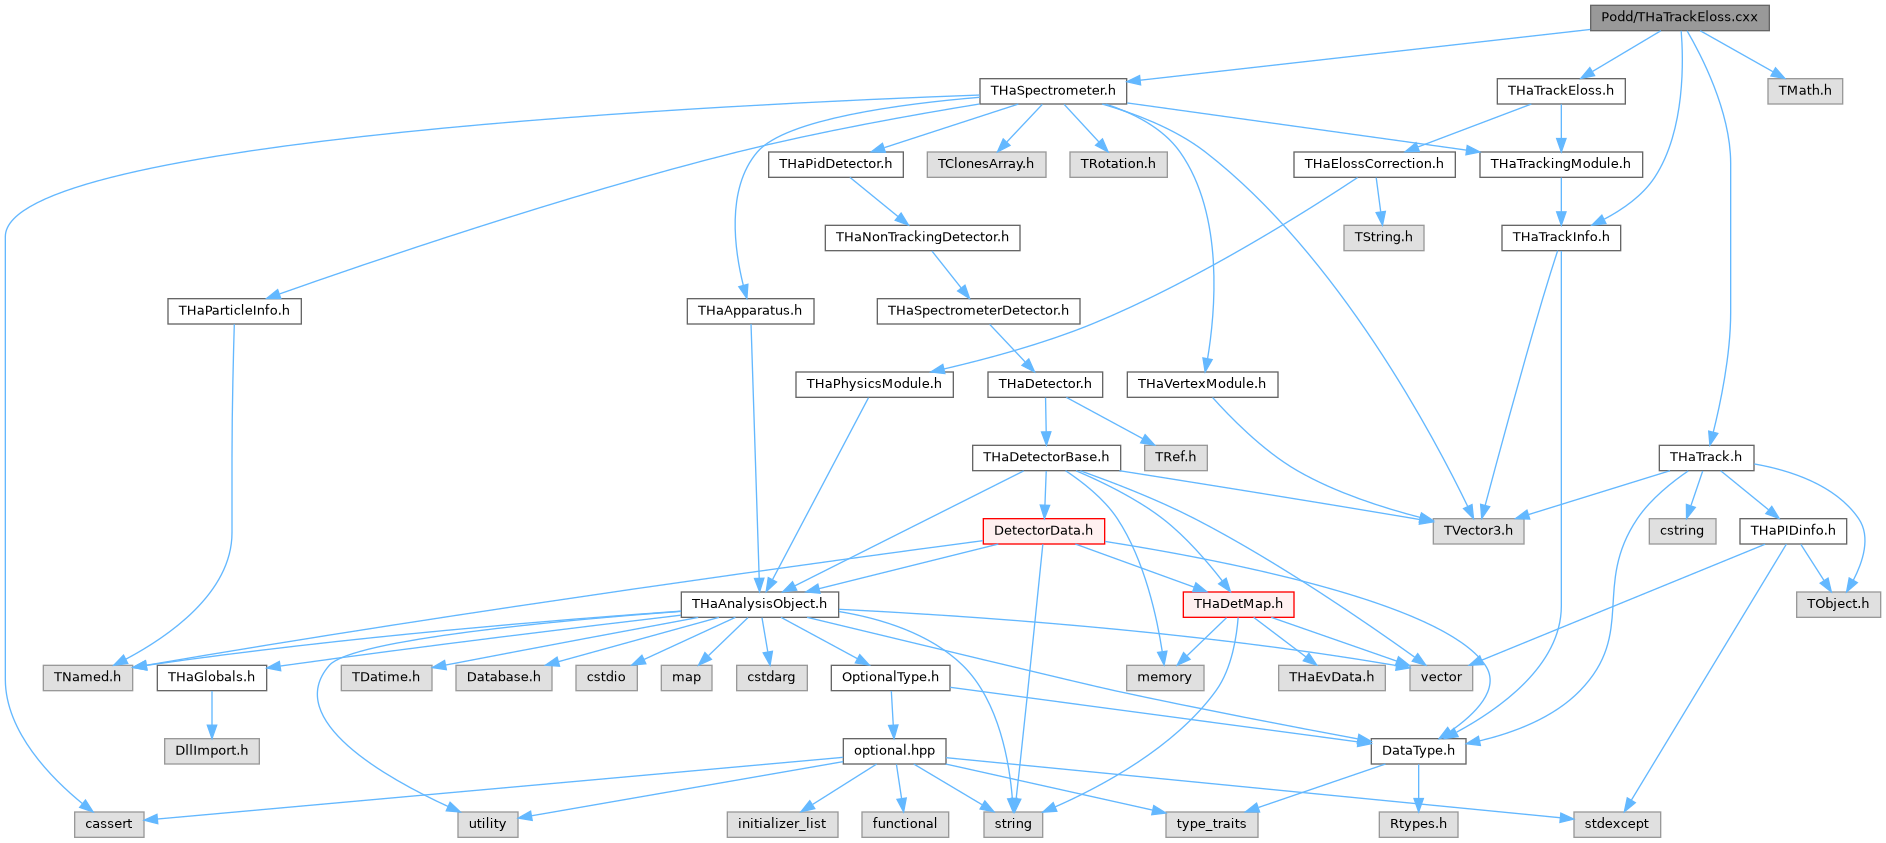 Podd/THaTrackEloss.cxx
THaSpectrometer.h
THaTrackEloss.h
TMath.h
THaPidDetector.h
TClonesArray.h
TRotation.h
THaElossCorrection.h
THaTrackingModule.h
THaNonTrackingDetector.h
TString.h
THaTrackInfo.h
THaParticleInfo.h
THaApparatus.h
THaSpectrometerDetector.h
THaPhysicsModule.h
THaDetector.h
THaVertexModule.h
THaDetectorBase.h
TRef.h
THaTrack.h
DetectorData.h
TVector3.h
cstring
THaPIDinfo.h
THaAnalysisObject.h
THaDetMap.h
TObject.h
TNamed.h
THaGlobals.h
TDatime.h
Database.h
cstdio
map
cstdarg
OptionalType.h
memory
THaEvData.h
vector
DllImport.h
optional.hpp
DataType.h
cassert
utility
initializer_list
functional
string
type_traits
Rtypes.h
stdexcept